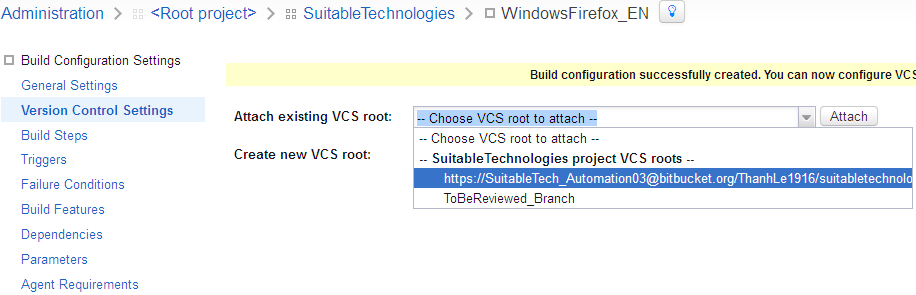 Administration > <Root project> > SuitableTechnologies > WindowsFirefox_EN
Build Configuration Settings
General Settings
Version Control Settings
Build Steps
Triggers
Failure Conditions
Build Features
Dependencies
Parameters
Agent Requirements
Build configuration successfully created. You can now configure VCS
Attach existing VCS root: -- Choose VCS root to attach -- Attach
-- Choose VCS root to attach --
Create new VCS root:
-- SuitableTechnologies project VCS roots --
https://SuitableTech_Automation03@bitbucket.org/ThanhLe1916/suitabletechnolo
ToBeReviewed_Branch